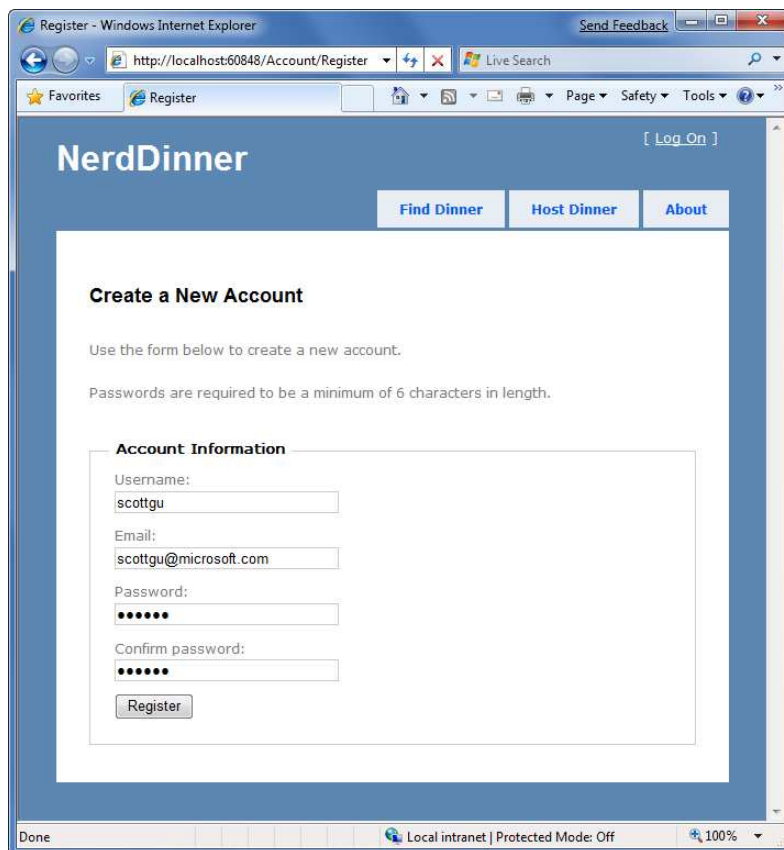 Register - Windows Internet Explorer
Send Feedback
http://localhost:60848/Account/Register
Live Search
Favorites
Register
Page
Safety
Tools
[ Log On ]
NerdDinner
Find Dinner
Host Dinner
About
Create a New Account
Use the form below to create a new account.
Passwords are required to be a minimum of 6 characters in length.
Account Information
Username:
scottgu
Email:
scottgu@microsoft.com
Password:
••••••
Confirm password:
••••••
Register
Done
Local intranet | Protected Mode: Off
100%